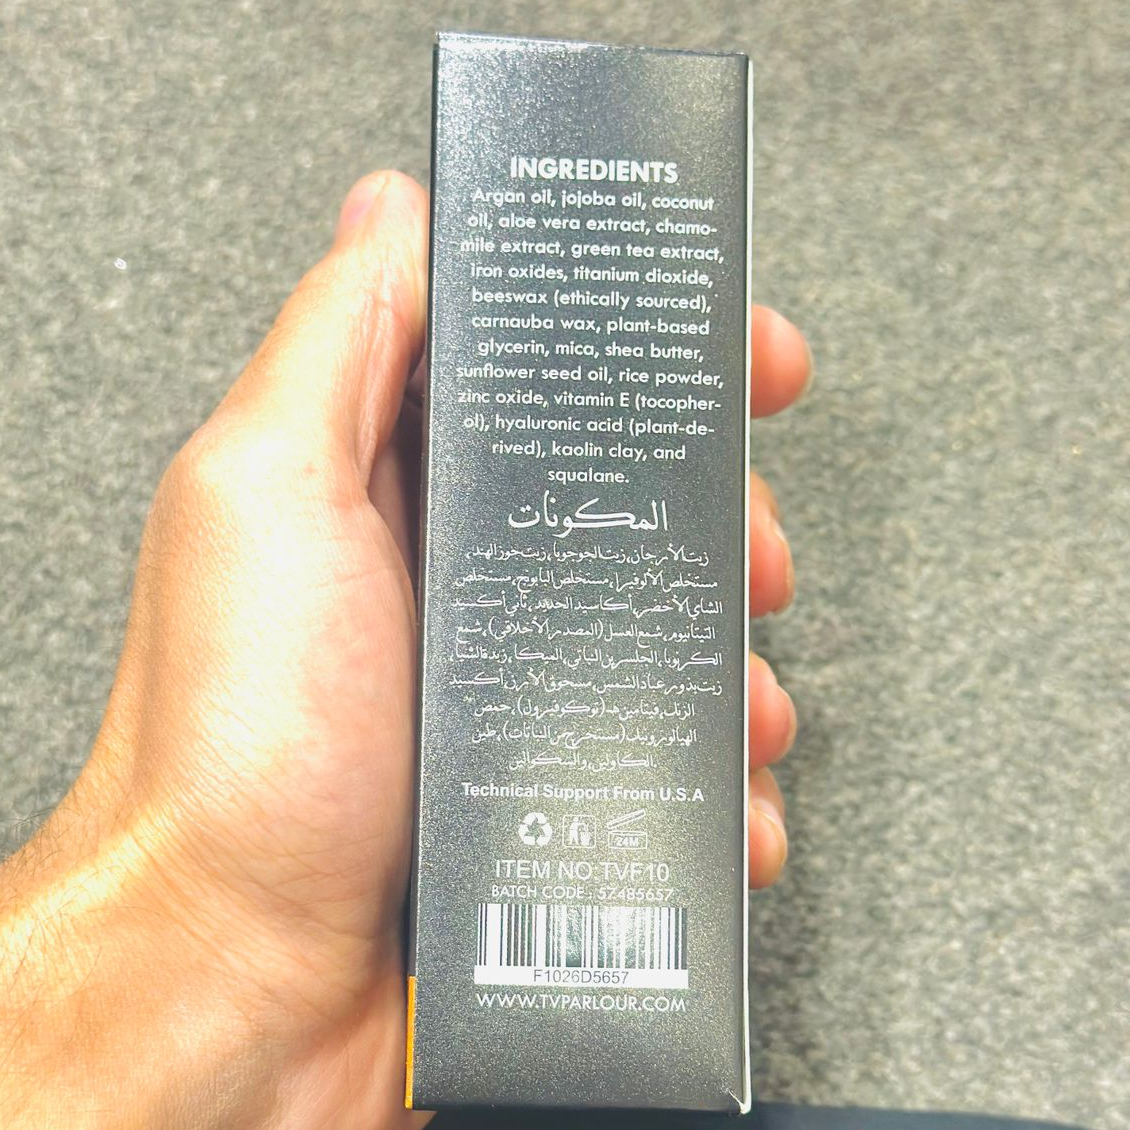 INGREDIENTS
Argan oil, jojoba oil, coconut
oil, aloe vera extract, chamo-
mile extract, green tea extract,
iron oxides, titanium dioxide,
beeswax (ethically sourced),
carnauba wax, plant-based
glycerin, mica, shea butter,
sunflower seed oil, rice powder,
zinc oxide, vitamin E (tocopher-
ol), hyaluronic acid (plant-de-
rived), kaolin clay, and
squalane.
المكونات
زيت الأرجان، زيت الجوجوبا، زيت جوز الهند،
مستخلص الألوفيرا، مستخلص البابونج، مستخلص
الشاي الأخضر، أكاسيد الحديد، ثاني أكسيد
التيتانيوم، شمع العسل (المصدر الأخلاقي)، شمع
الكرنوبا، الجلسرين النباتي، الميكا، زبدة الشيا،
زيت بذور عباد الشمس، مسحوق الأرز، أكسيد
الزنك، فيتامين هـ (توكوفيرول)، حمض
الهيالورونيك (مستخرج من النباتات)، طين
الكاولين، والسكوالين.
Technical Support From U.S.A
24M
ITEM NO TVF10
BATCH CODE : 57485657
F1026D5657
WWW.TVPARLOUR.COM